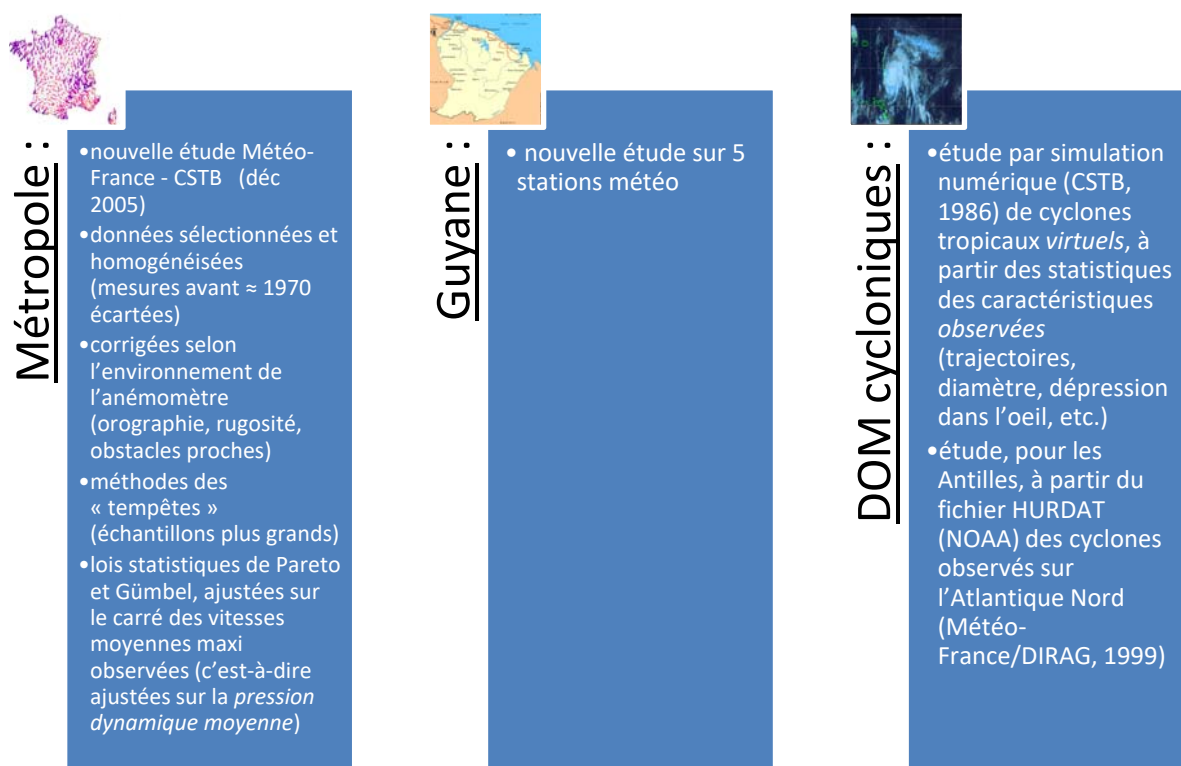 Métropole :
•nouvelle étude Météo-
France - CSTB (déc
2005)
•données sélectionnées et
homogénéisées
(mesures avant ≈ 1970
écartées)
•corrigées selon
l’environnement de
l’anémomètre
(orographie, rugosité,
obstacles proches)
•méthodes des
« tempêtes »
(échantillons plus grands)
•lois statistiques de Pareto
et Gümbel, ajustées sur
le carré des vitesses
moyennes maxi
observées (c’est-à-dire
ajustées sur la pression
dynamique moyenne)
Guyane :
• nouvelle étude sur 5
stations météo
DOM cycloniques :
•étude par simulation
numérique (CSTB,
1986) de cyclones
tropicaux virtuels, à
partir des statistiques
des caractéristiques
observées
(trajectoires,
diamètre, dépression
dans l’oeil, etc.)
•étude, pour les
Antilles, à partir du
fichier HURDAT
(NOAA) des cyclones
observés sur
l’Atlantique Nord
(Météo-
France/DIRAG, 1999)